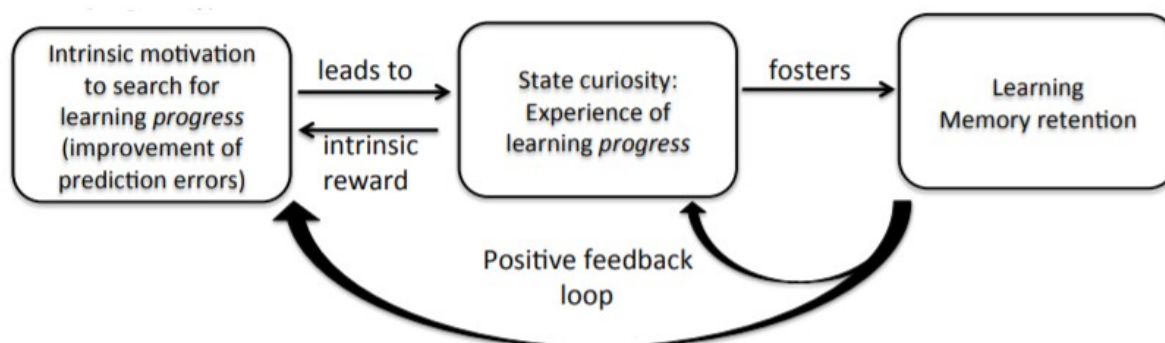 Intrinsic motivation
to search for
learning progress
(improvement of
prediction errors)
leads to
intrinsic
reward
State curiosity:
Experience of
learning progress
fosters
Learning
Memory retention
Positive feedback
loop